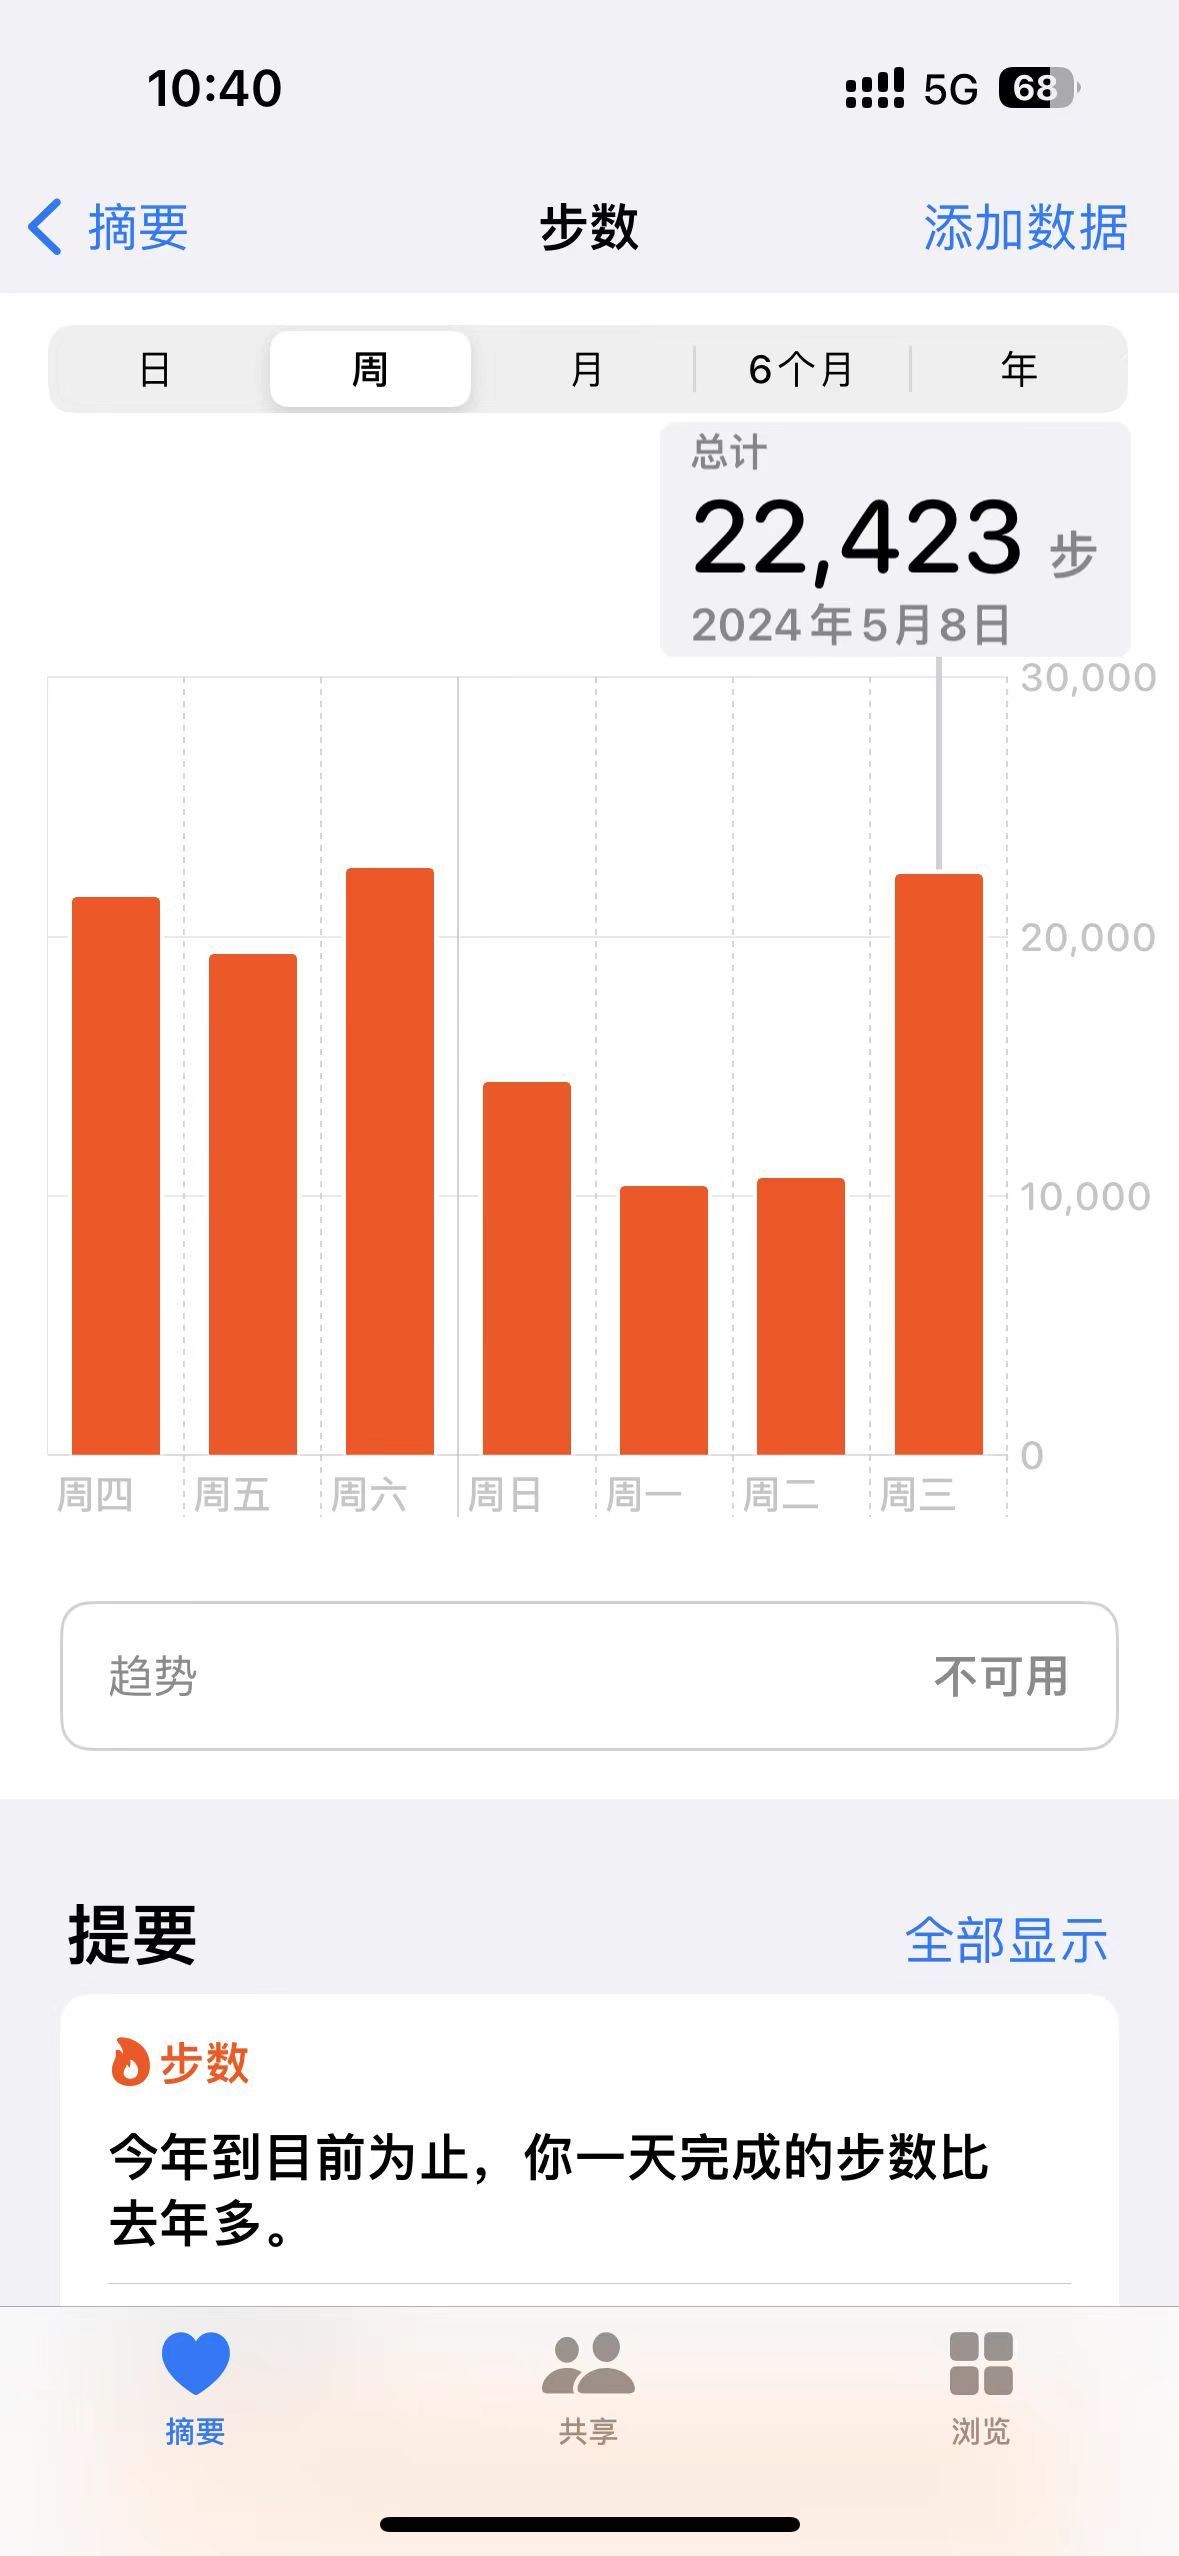 10:40 5G 68
摘要 步数 添加数据
日 周 月 6个月 年
总计
22,423 步
2024年5月8日
30,000
20,000
10,000
0
周四 周五 周六 周日 周一 周二 周三
趋势 不可用
提要 全部显示
步数
今年到目前为止，你一天完成的步数比
去年多。
摘要 共享 浏览